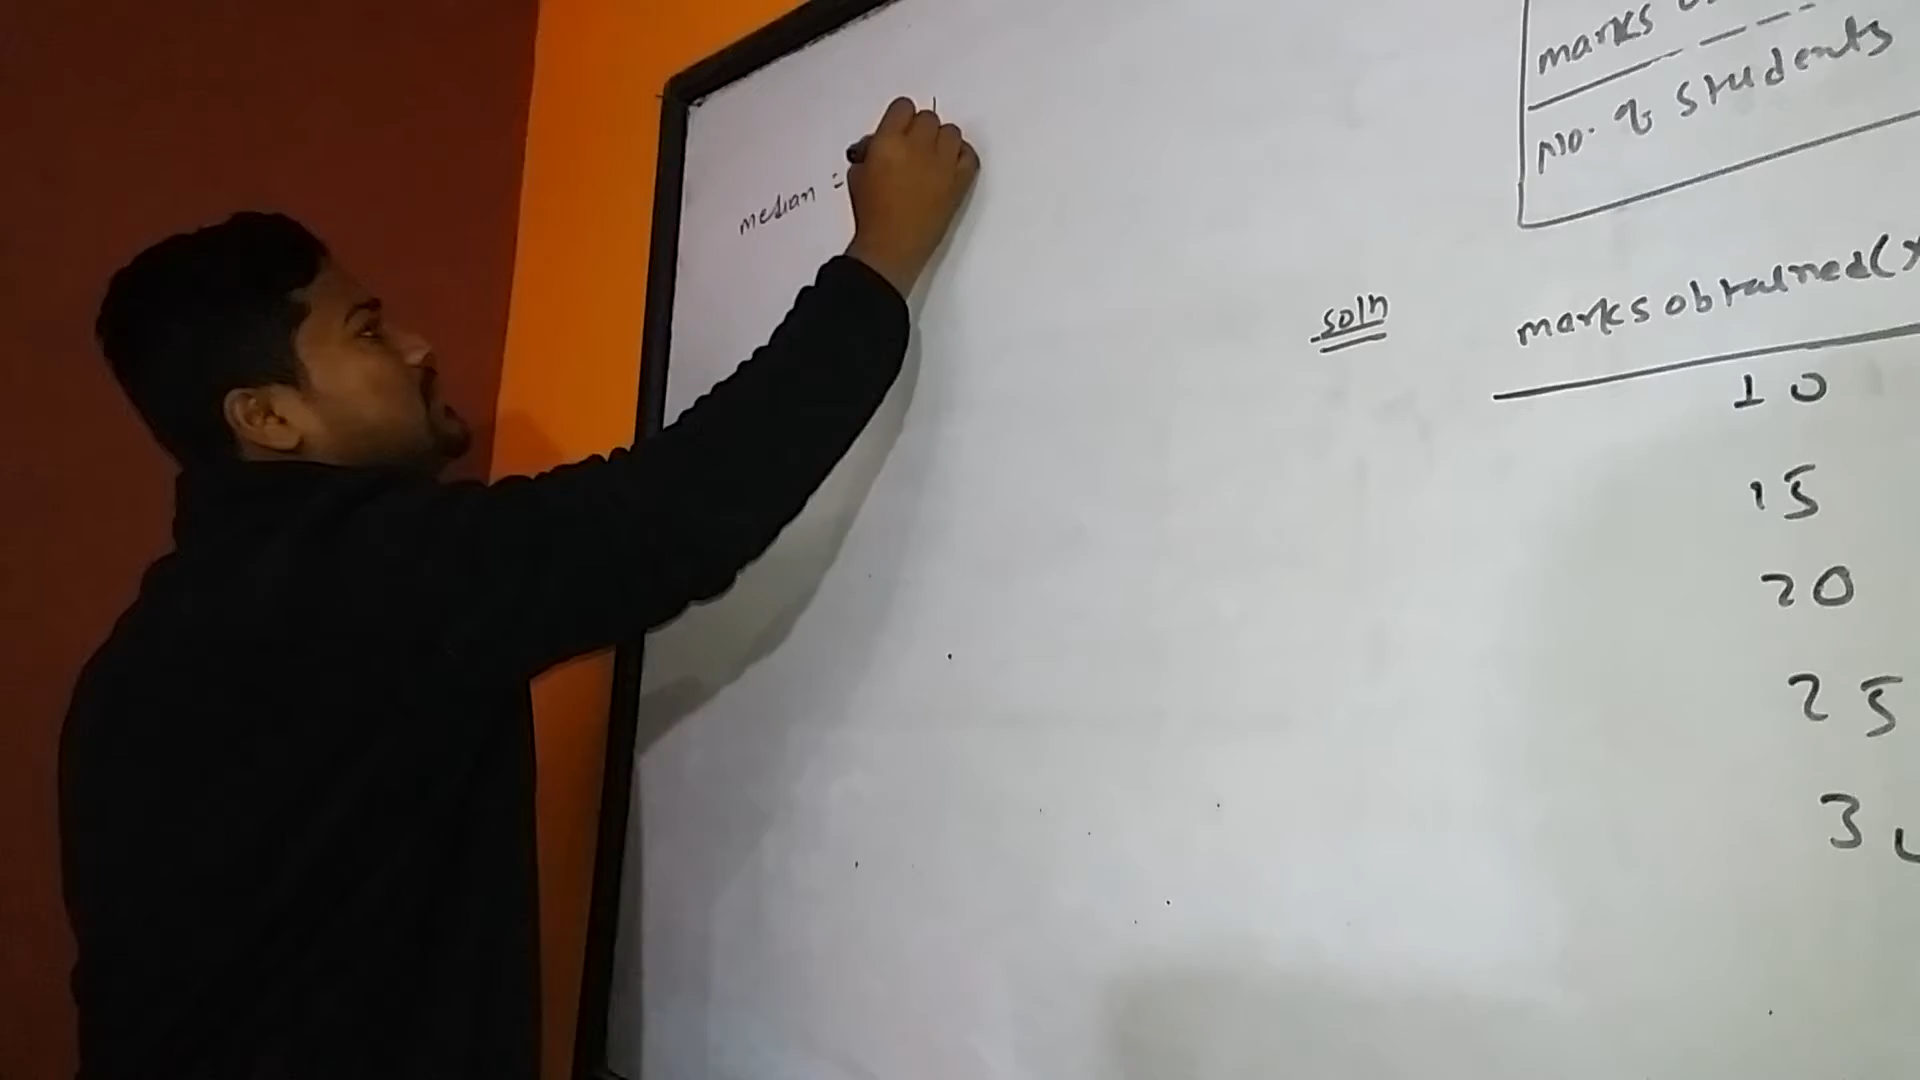 marks
No. of students
median =
soln
marks obtained (x
10
15
20
25
3